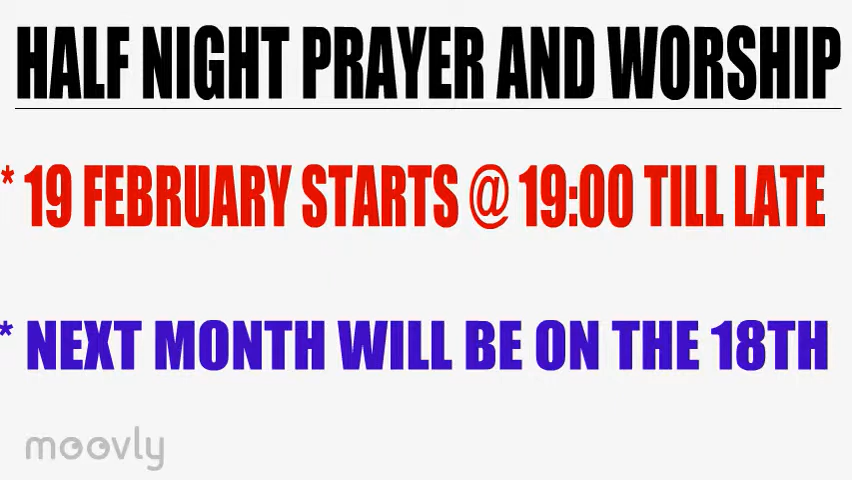 HALF NIGHT PRAYER AND WORSHIP
* 19 FEBRUARY STARTS @ 19:00 TILL LATE
* NEXT MONTH WILL BE ON THE 18TH
moovly